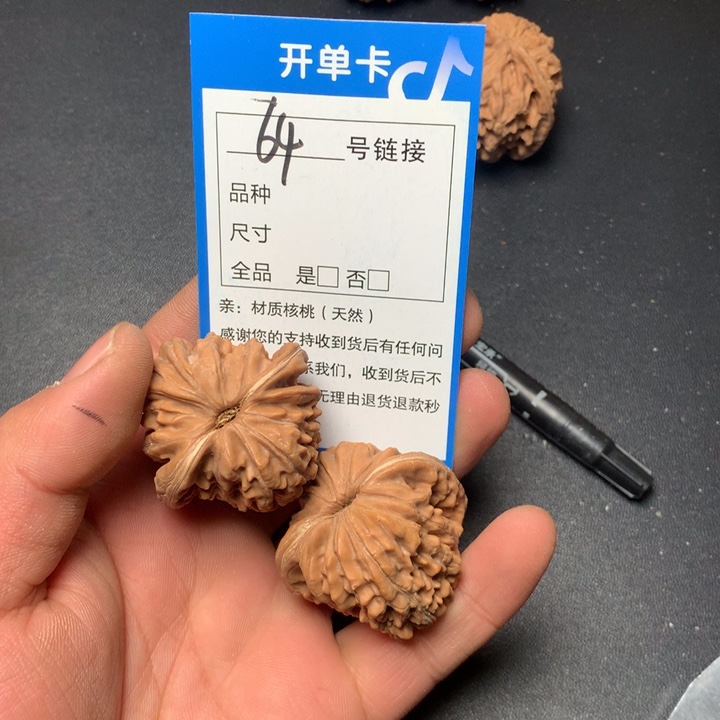 开单卡
64 号链接
品种
尺寸
全品 是□ 否□
亲：材质核桃（天然）
感谢您的支持收到货后有任何问
系我们，收到货后不
无理由退货退款秒